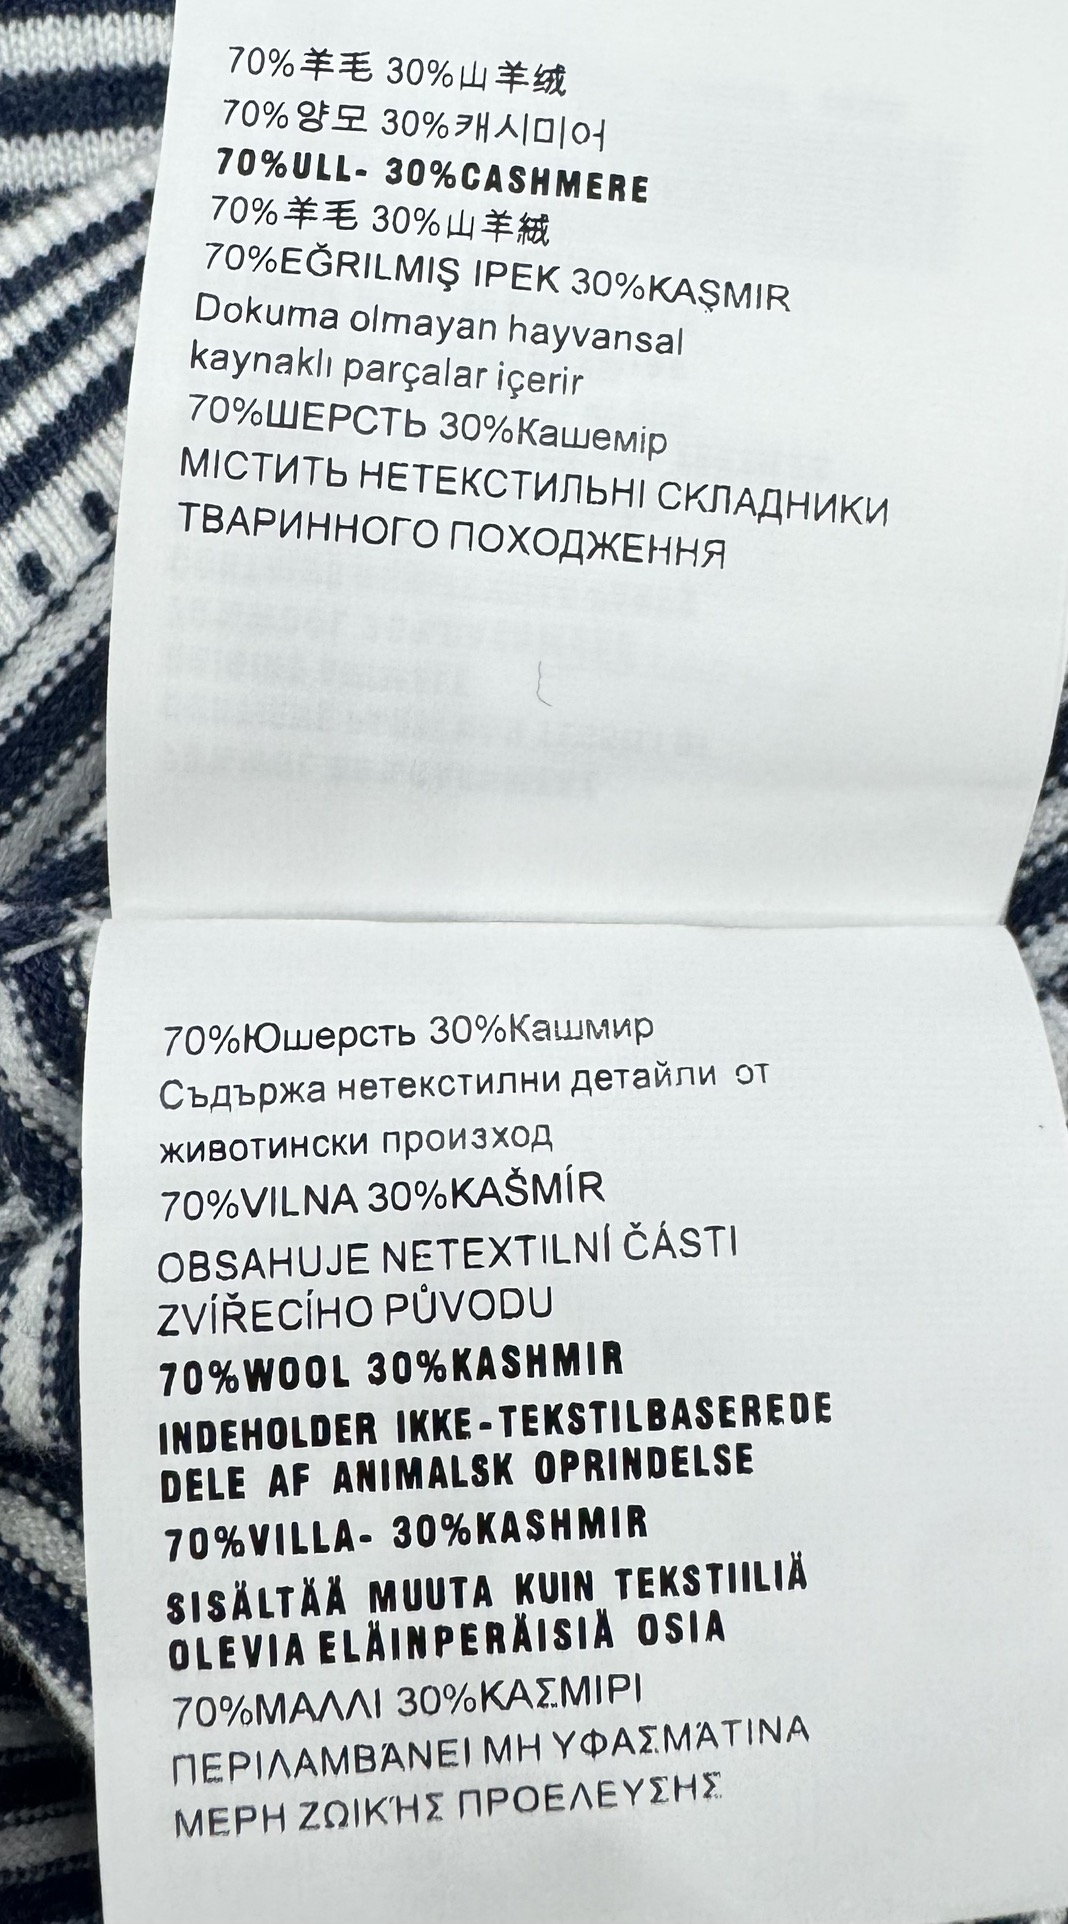 70%羊毛 30%山羊绒
70%양모 30%캐시미어
70%ULL- 30%CASHMERE
70%羊毛 30%山羊絨
70%EĞRILMIŞ IPEK 30%KAŞMIR
Dokuma olmayan hayvansal
kaynaklı parçalar içerir
70%ШЕРСТЬ 30%Кашемір
МІСТИТЬ НЕТЕКСТИЛЬНІ СКЛАДНИКИ
ТВАРИННОГО ПОХОДЖЕННЯ
70%Юшерсть 30%Кашмир
Съдържа нетекстилни детайли от
животински произход
70%VILNA 30%KAŠMÍR
OBSAHUJE NETEXTILNÍ ČÁSTI
ZVÍŘECÍHO PŮVODU
70%WOOL 30%KASHMIR
INDEHOLDER IKKE-TEKSTILBASEREDE
DELE AF ANIMALSK OPRINDELSE
70%VILLA- 30%KASHMIR
SISÄLTÄÄ MUUTA KUIN TEKSTIILIÄ
OLEVIA ELÄINPERÄISIÄ OSIA
70%ΜΑΛΛΙ 30%ΚΑΣΜΙΡΙ
ΠΕΡΙΛΑΜΒΆΝΕΙ ΜΗ ΥΦΑΣΜΆΤΙΝΑ
ΜΕΡΗ ΖΩΙΚΉΣ ΠΡΟΕΛΕΥΣΗΣ